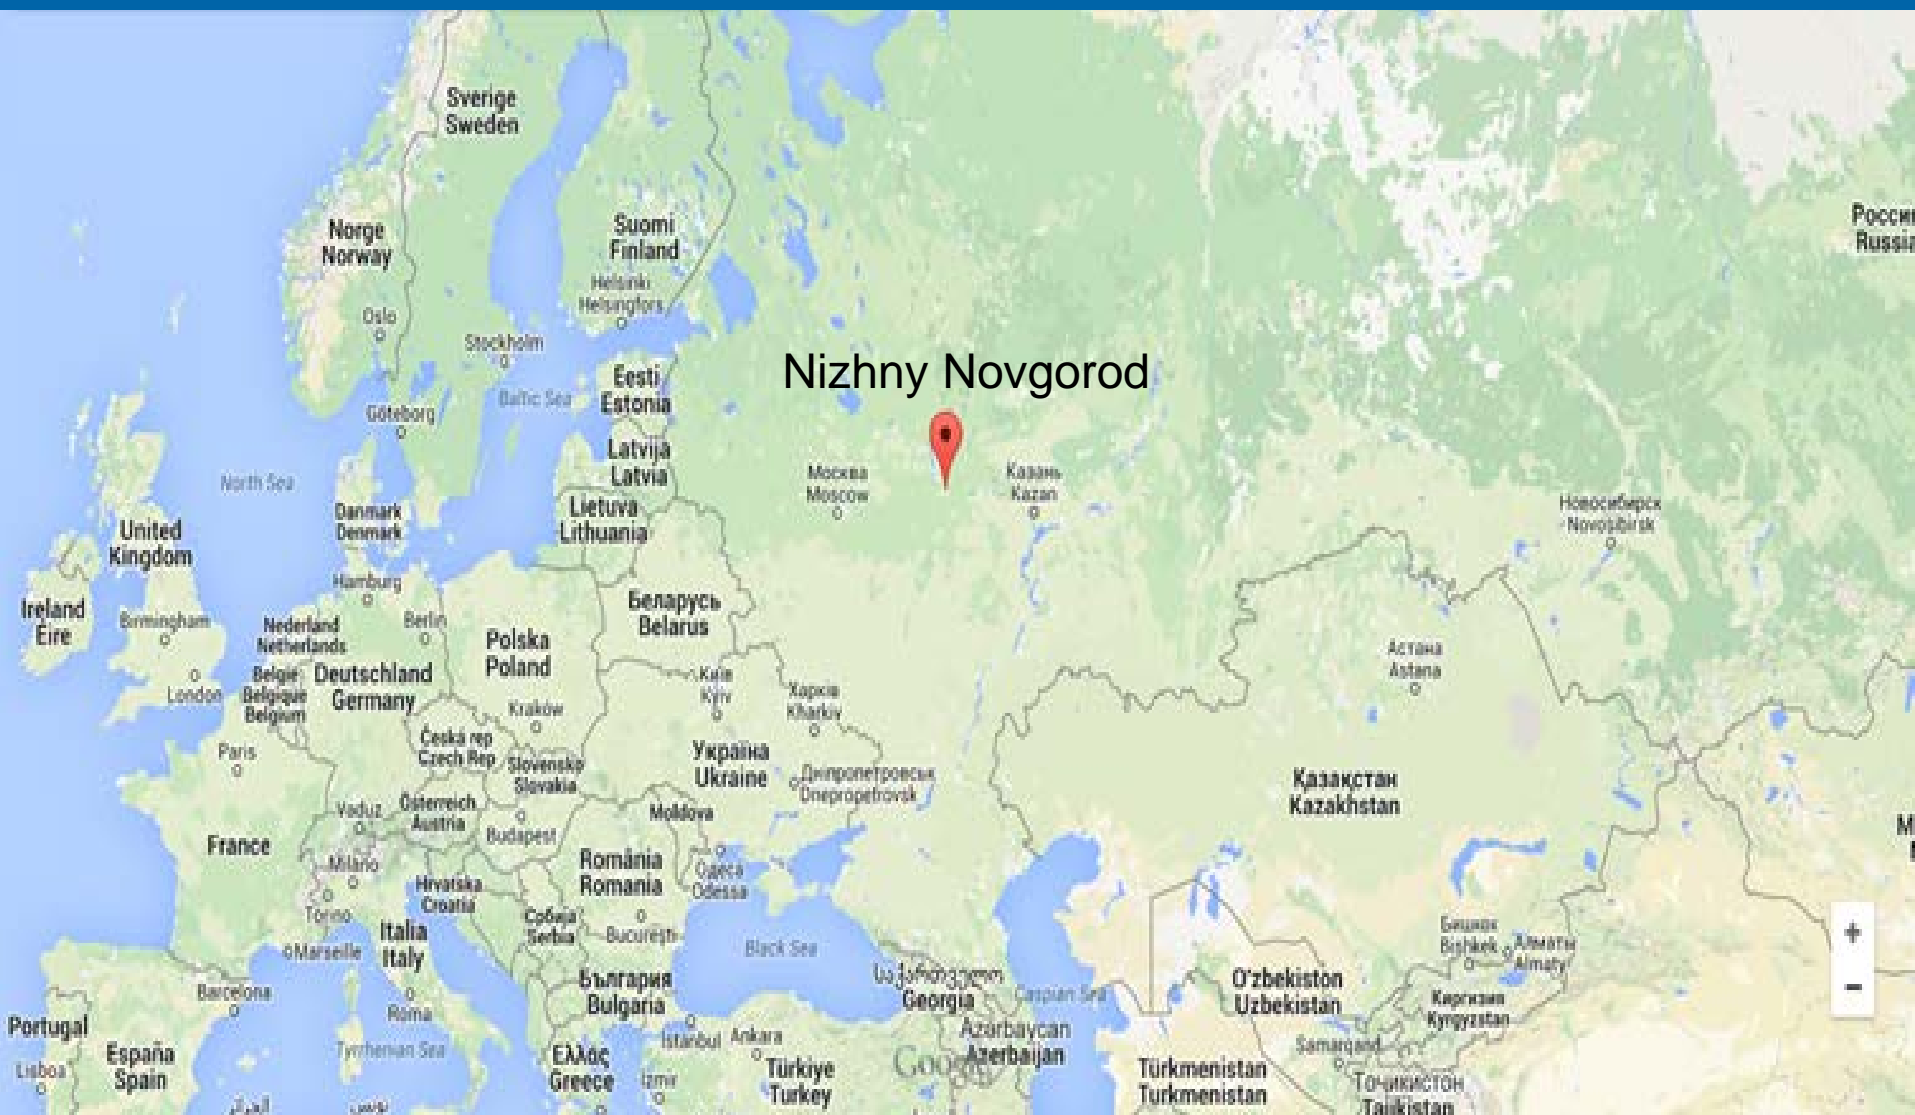 Sverige
Sweden
Norge
Norway
Suomi
Finland
Helsinki
Helsingfors
Россия
Russia
Oslo
Stockholm
Nizhny Novgorod
Eesti
Estonia
Baltic Sea
Göteborg
Latvija
Latvia
Москва
Moscow
Казань
Kazan
North Sea
Danmark
Denmark
Lietuva
Lithuania
Новосибирск
Novosibirsk
United
Kingdom
Hamburg
Беларусь
Belarus
Ireland
Éire
Birmingham
Nederland
Netherlands
Berlin
Polska
Poland
Астана
Astana
London
België
Belgique
Belgium
Deutschland
Germany
Київ
Kyiv
Харків
Kharkiv
Kraków
Paris
Česká rep
Czech Rep
Slovensko
Slovakia
Україна
Ukraine
Дніпропетровськ
Dnepropetrovsk
Қазақстан
Kazakhstan
Vaduz
Österreich
Austria
Budapest
Moldova
France
Milano
România
Romania
Одеса
Odessa
Torino
Hrvatska
Croatia
Србија
Serbia
București
Marseille
Italia
Italy
Black Sea
Бишкек
Bishkek
Алматы
Almaty
Barcelona
Roma
България
Bulgaria
საქართველო
Georgia
Caspian Sea
O'zbekiston
Uzbekistan
Киргизия
Kyrgyzstan
Portugal
Lisboa
España
Spain
Tyrrhenian Sea
Ελλάς
Greece
İstanbul
Ankara
İzmir
Türkiye
Turkey
Azərbaycan
Azerbaijan
Google
Türkmenistan
Turkmenistan
Samarqand
Тоҷикистон
Tajikistan
+
−